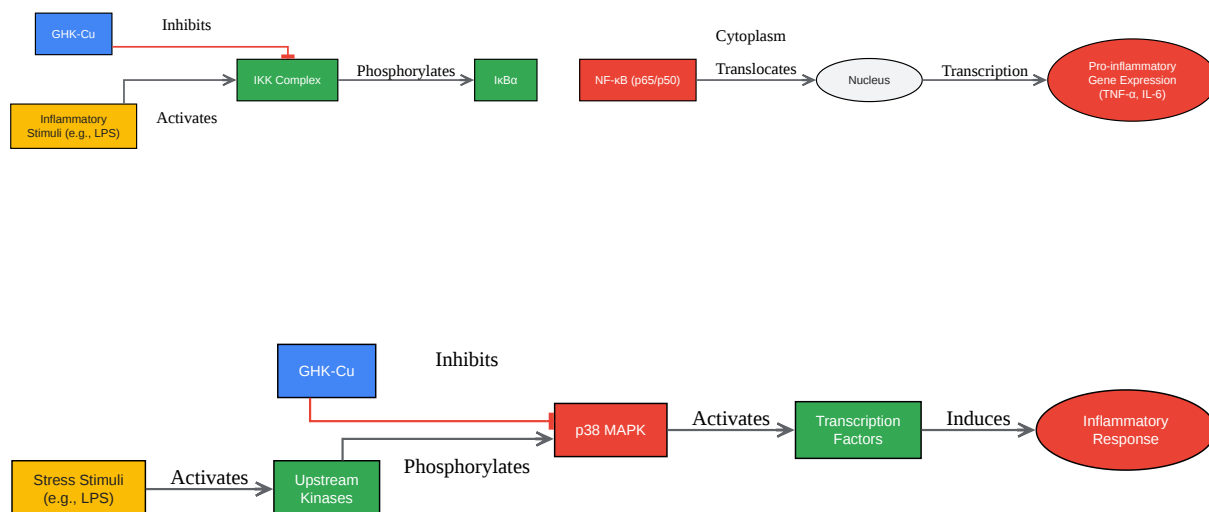 GHK-Cu
Inhibits
Inflammatory
Stimuli (e.g., LPS)
Activates
IKK Complex
Phosphorylates
IκBα
NF-κB (p65/p50)
Cytoplasm
Translocates
Nucleus
Transcription
Pro-inflammatory
Gene Expression
(TNF-α, IL-6)
GHK-Cu
Inhibits
Stress Stimuli
(e.g., LPS)
Activates
Upstream
Kinases
Phosphorylates
p38 MAPK
Activates
Transcription
Factors
Induces
Inflammatory
Response